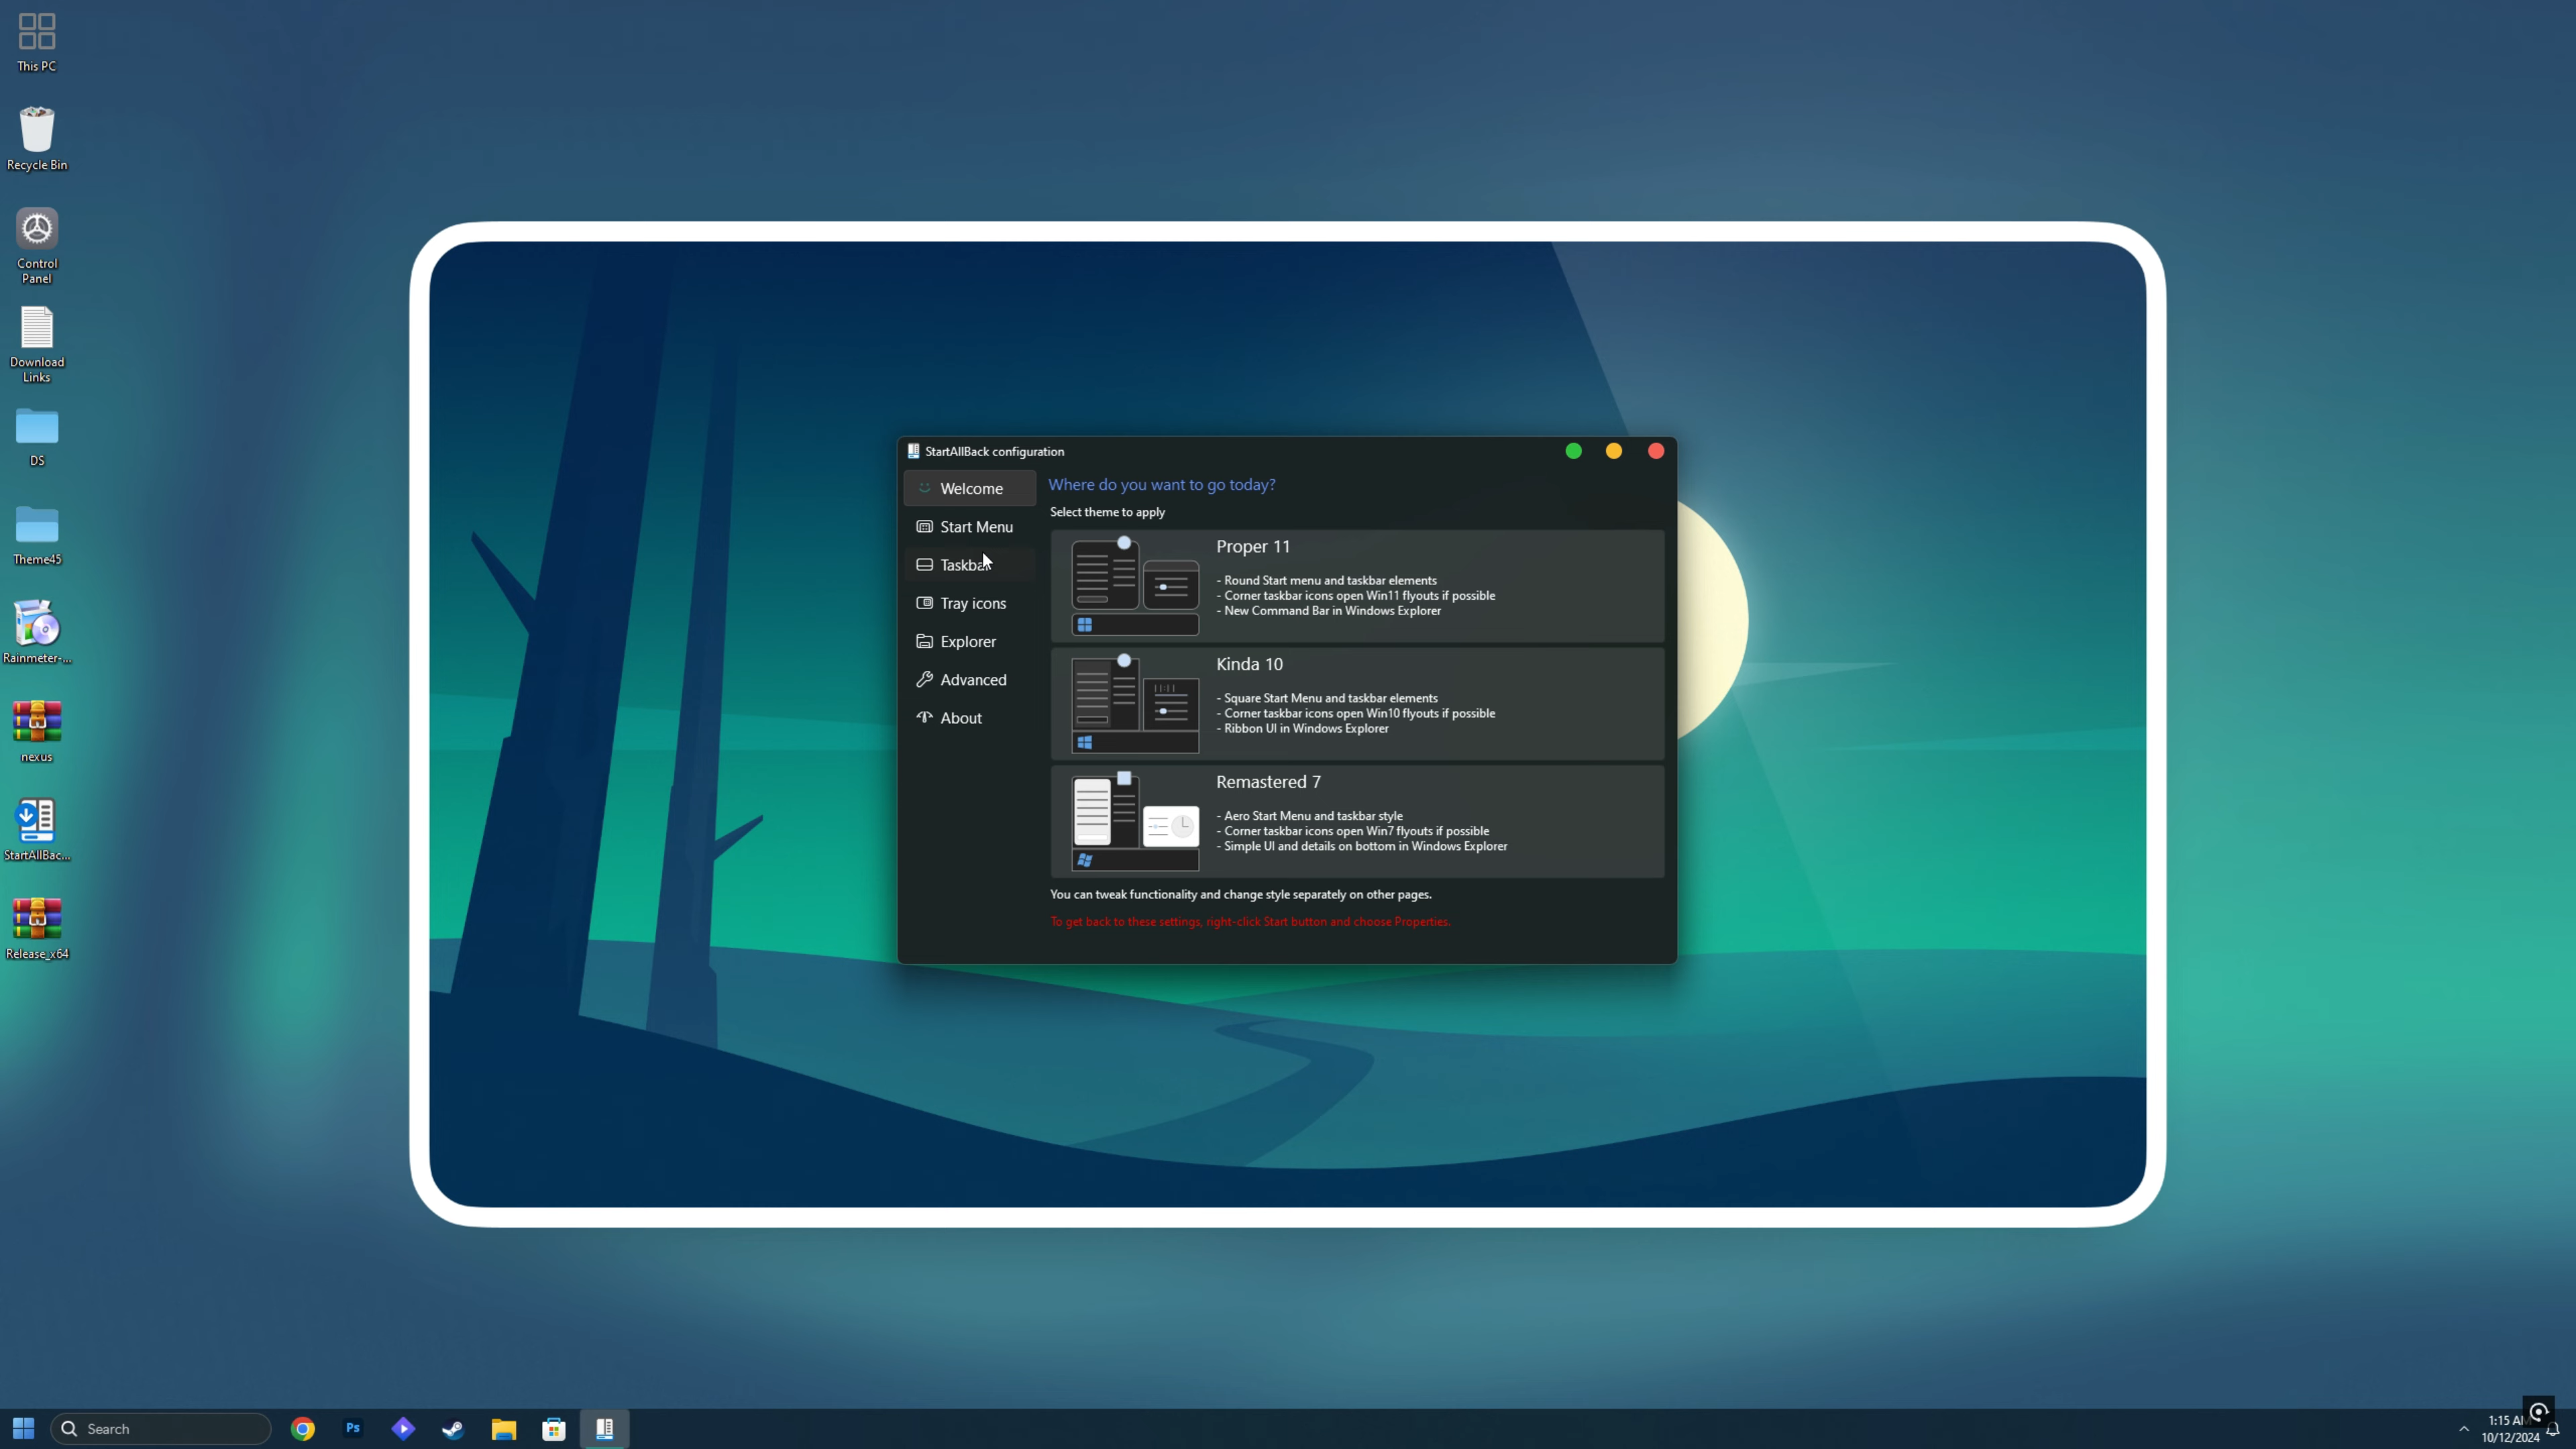 This PC
Recycle Bin
Control
Panel
Download
Links
DS
Theme45
Rainmeter-...
nexus
StartAllBac...
Release_x64
StartAllBack configuration
Welcome
Start Menu
Taskbar
Tray icons
Explorer
Advanced
About
Where do you want to go today?
Select theme to apply
Proper 11
- Round Start menu and taskbar elements
- Corner taskbar icons open Win11 flyouts if possible
- New Command Bar in Windows Explorer
Kinda 10
- Square Start Menu and taskbar elements
- Corner taskbar icons open Win10 flyouts if possible
- Ribbon UI in Windows Explorer
Remastered 7
- Aero Start Menu and taskbar style
- Corner taskbar icons open Win7 flyouts if possible
- Simple UI and details on bottom in Windows Explorer
You can tweak functionality and change style separately on other pages.
To get back to these settings, right-click Start button and choose Properties.
Search
Ps
1:15 AM
10/12/2024